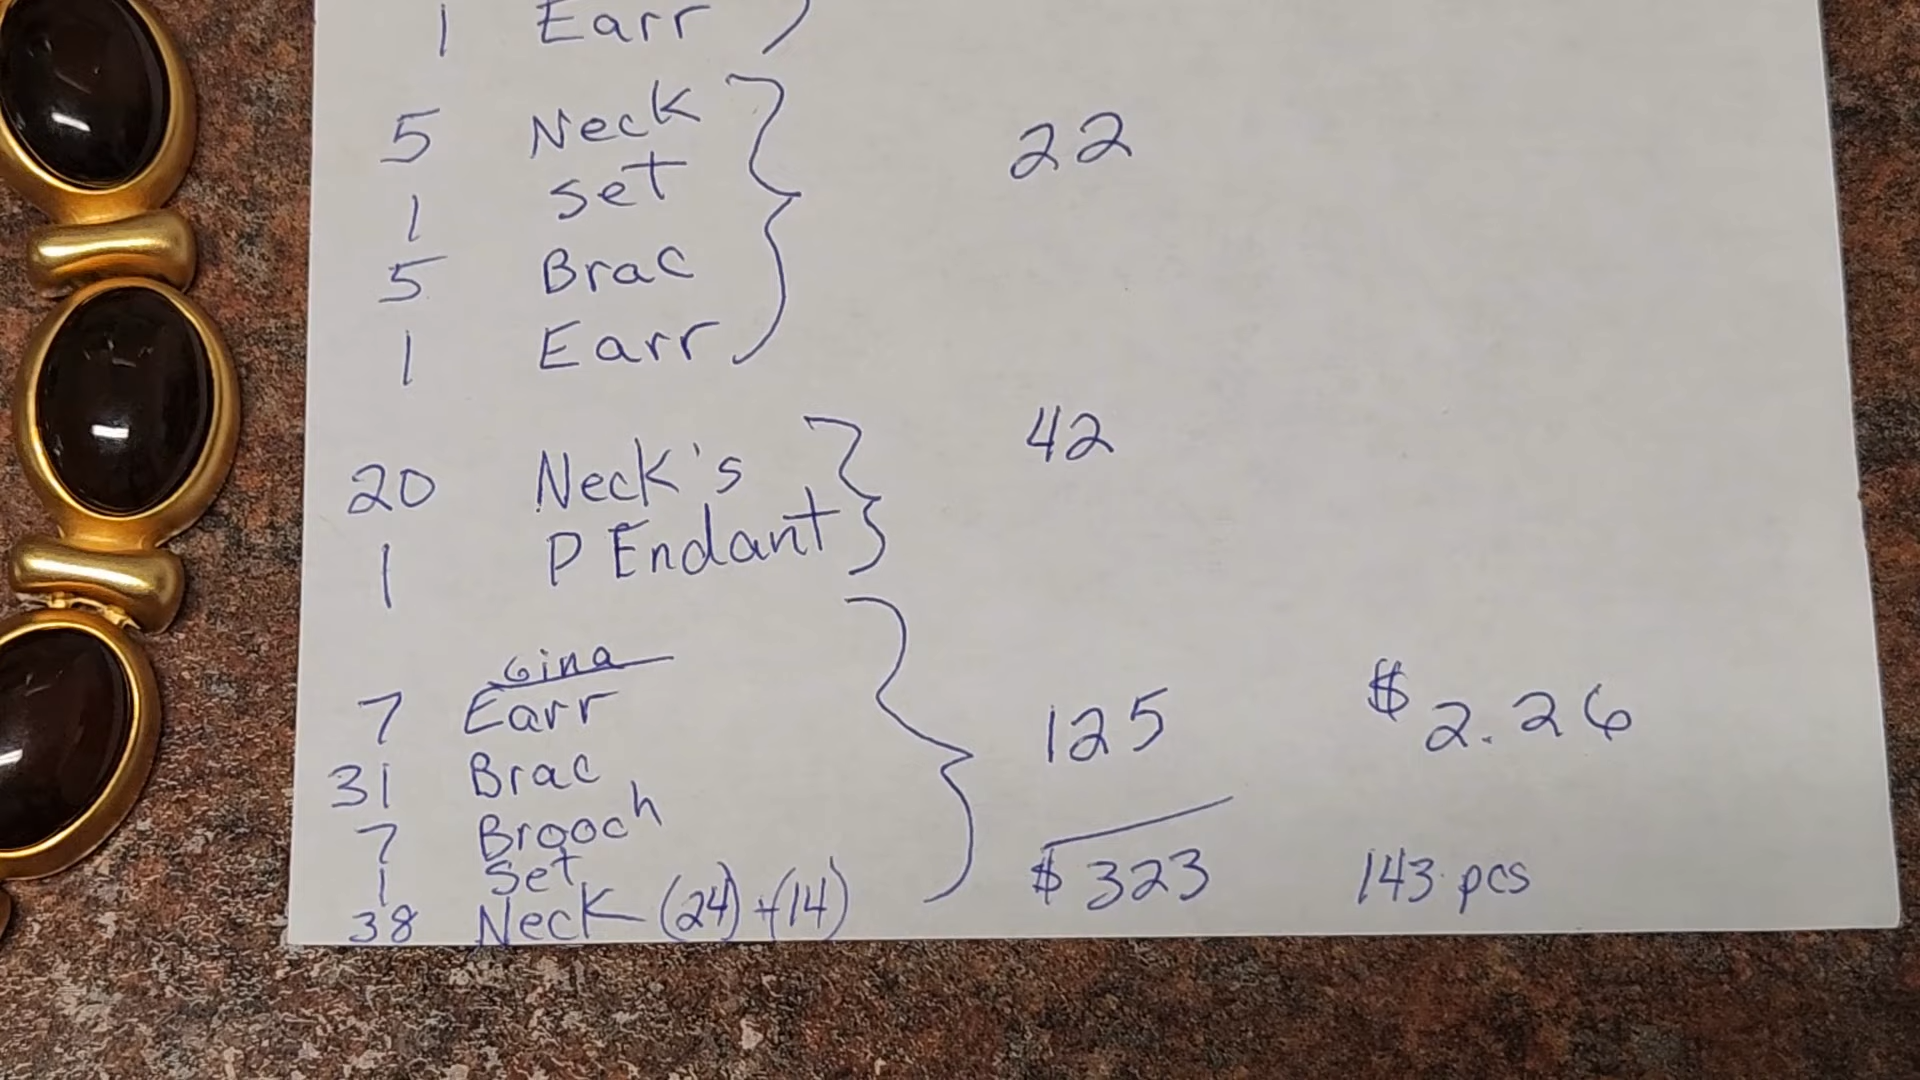 1 Earr
5 Neck 22
1 set
5 Brac
1 Earr
20 Neck's 42
1 PEndant
Gina
7 Earr 125 $2.26
31 Brac
7 Brooch
1 Set $323 143 pcs
38 Neck (24) + (14)